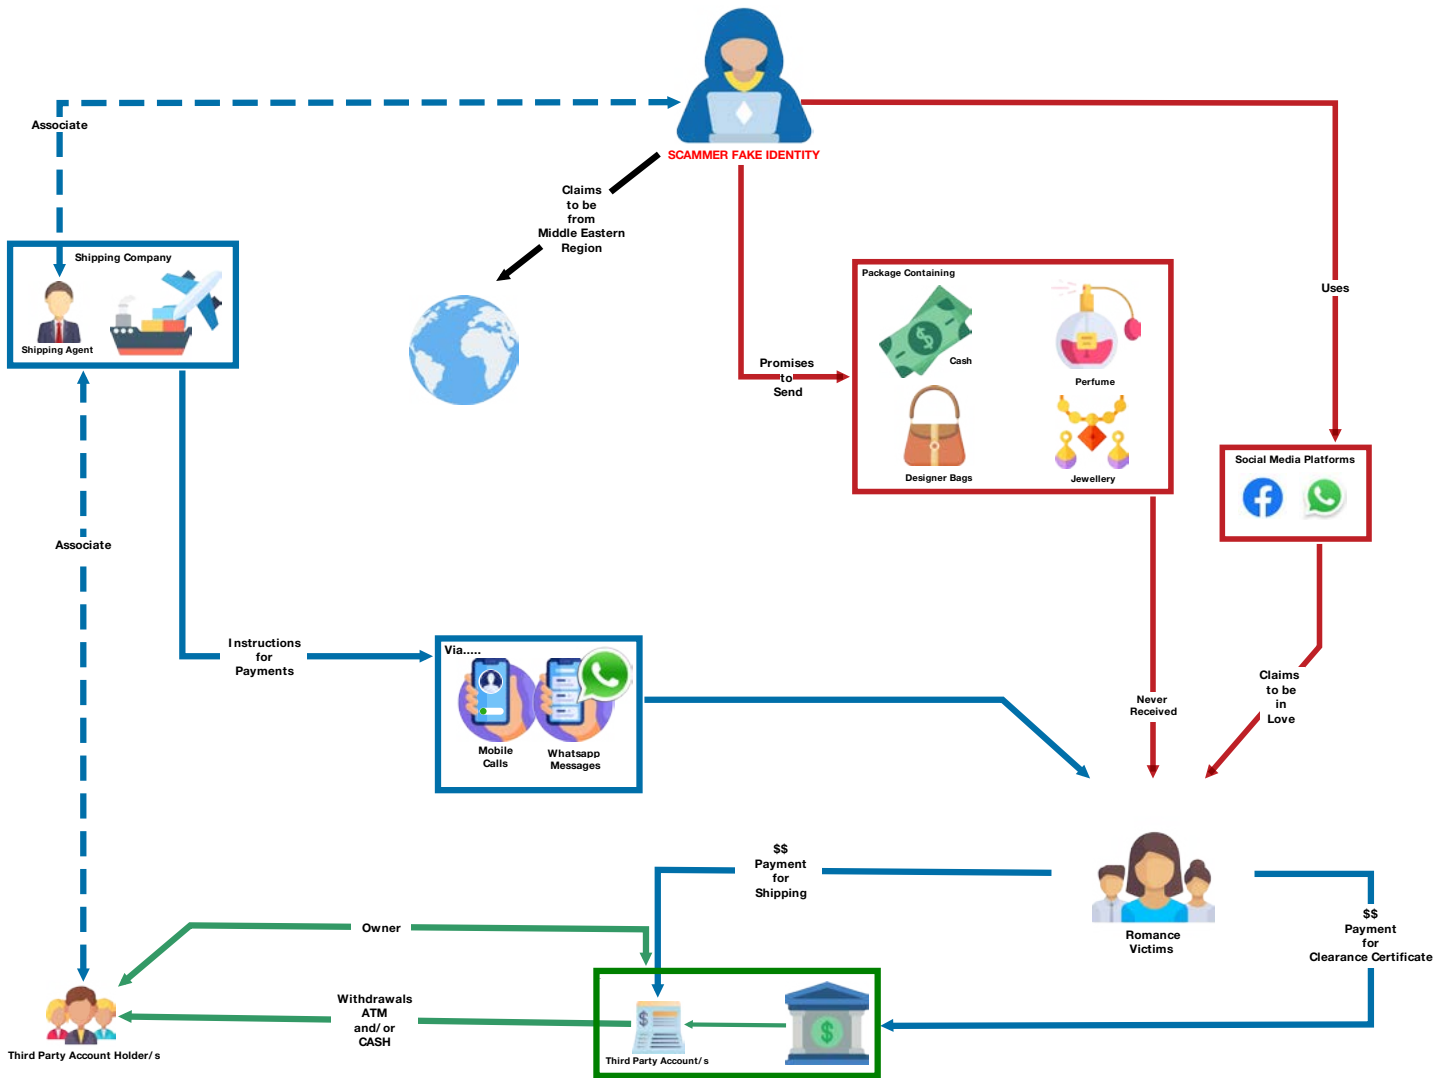 SCAMMER FAKE IDENTITY
Associate
Claims
to be
from
Middle Eastern
Region
Shipping Company
Shipping Agent
Package Containing
Cash
Perfume
Designer Bags
Jewellery
Uses
Promises
to
Send
Social Media Platforms
Associate
Instructions
for
Payments
Via.....
Mobile
Calls
Whatsapp
Messages
Never
Received
Claims
to be
in
Love
$$
Payment
for
Shipping
Romance
Victims
$$
Payment
for
Clearance Certificate
Owner
Withdrawals
ATM
and/or
CASH
Third Party Account Holder/s
Third Party Account/s